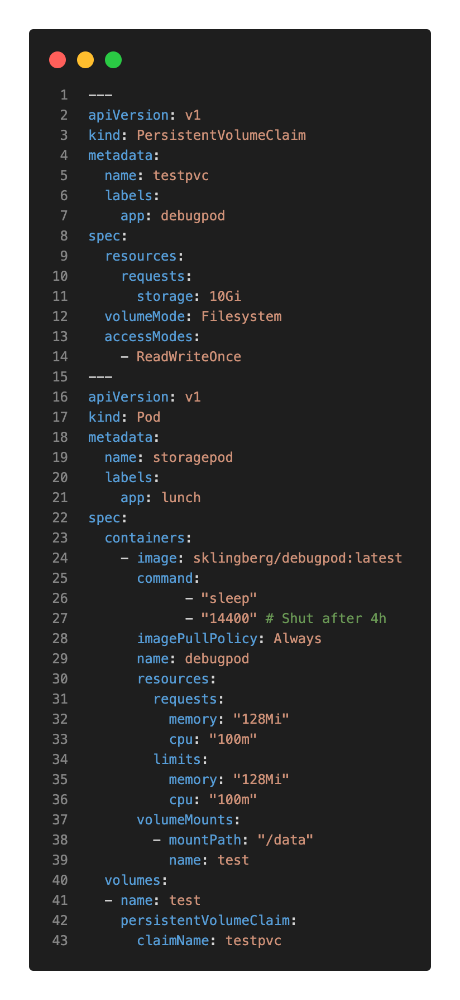 1 ---
2 apiVersion: v1
3 kind: PersistentVolumeClaim
4 metadata:
5   name: testpvc
6   labels:
7     app: debugpod
8 spec:
9   resources:
10     requests:
11       storage: 10Gi
12   volumeMode: Filesystem
13   accessModes:
14     - ReadWriteOnce
15 ---
16 apiVersion: v1
17 kind: Pod
18 metadata:
19   name: storagepod
20   labels:
21     app: lunch
22 spec:
23   containers:
24     - image: sklingberg/debugpod:latest
25       command:
26             - "sleep"
27             - "14400" # Shut after 4h
28       imagePullPolicy: Always
29       name: debugpod
30       resources:
31         requests:
32           memory: "128Mi"
33           cpu: "100m"
34         limits:
35           memory: "128Mi"
36           cpu: "100m"
37       volumeMounts:
38         - mountPath: "/data"
39           name: test
40   volumes:
41   - name: test
42     persistentVolumeClaim:
43       claimName: testpvc